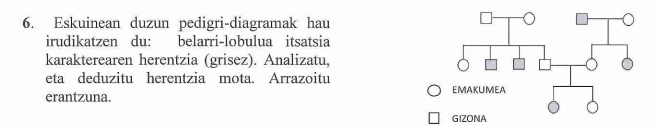 6. Eskuinean duzun pedigri-diagramak hau
irudikatzen du: belarri-lobulua itsatsia
karakterearen herentzia (grisez). Analizatu,
eta deduzitu herentzia mota. Arrazoitu
erantzuna.
EMAKUMEA
GIZONA